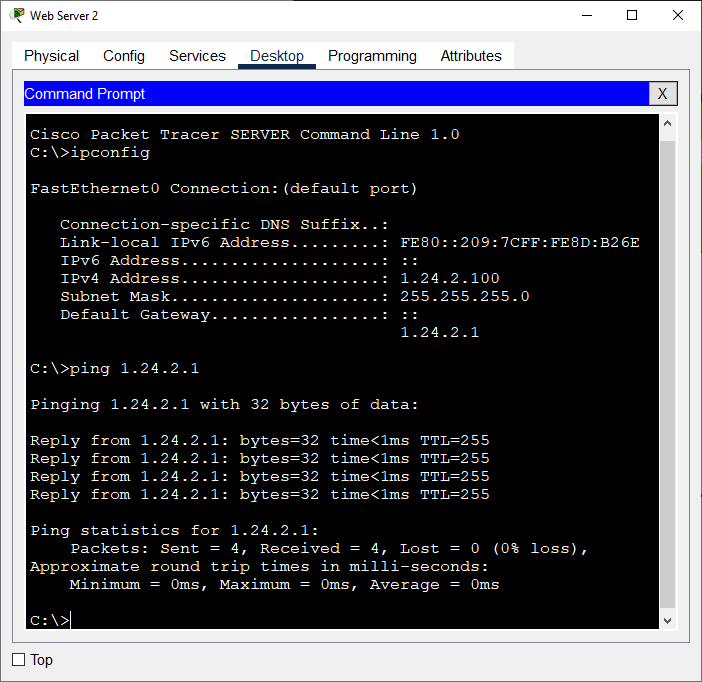 Web Server 2
Physical Config Services Desktop Programming Attributes
Command Prompt X
Cisco Packet Tracer SERVER Command Line 1.0
C:\>ipconfig
FastEthernet0 Connection:(default port)
Connection-specific DNS Suffix..:
Link-local IPv6 Address.........: FE80::209:7CFF:FE8D:B26E
IPv6 Address....................: ::
IPv4 Address....................: 1.24.2.100
Subnet Mask.....................: 255.255.255.0
Default Gateway.................: ::
1.24.2.1
C:\>ping 1.24.2.1
Pinging 1.24.2.1 with 32 bytes of data:
Reply from 1.24.2.1: bytes=32 time<1ms TTL=255
Reply from 1.24.2.1: bytes=32 time<1ms TTL=255
Reply from 1.24.2.1: bytes=32 time<1ms TTL=255
Reply from 1.24.2.1: bytes=32 time<1ms TTL=255
Ping statistics for 1.24.2.1:
Packets: Sent = 4, Received = 4, Lost = 0 (0% loss),
Approximate round trip times in milli-seconds:
Minimum = 0ms, Maximum = 0ms, Average = 0ms
C:\>
Top